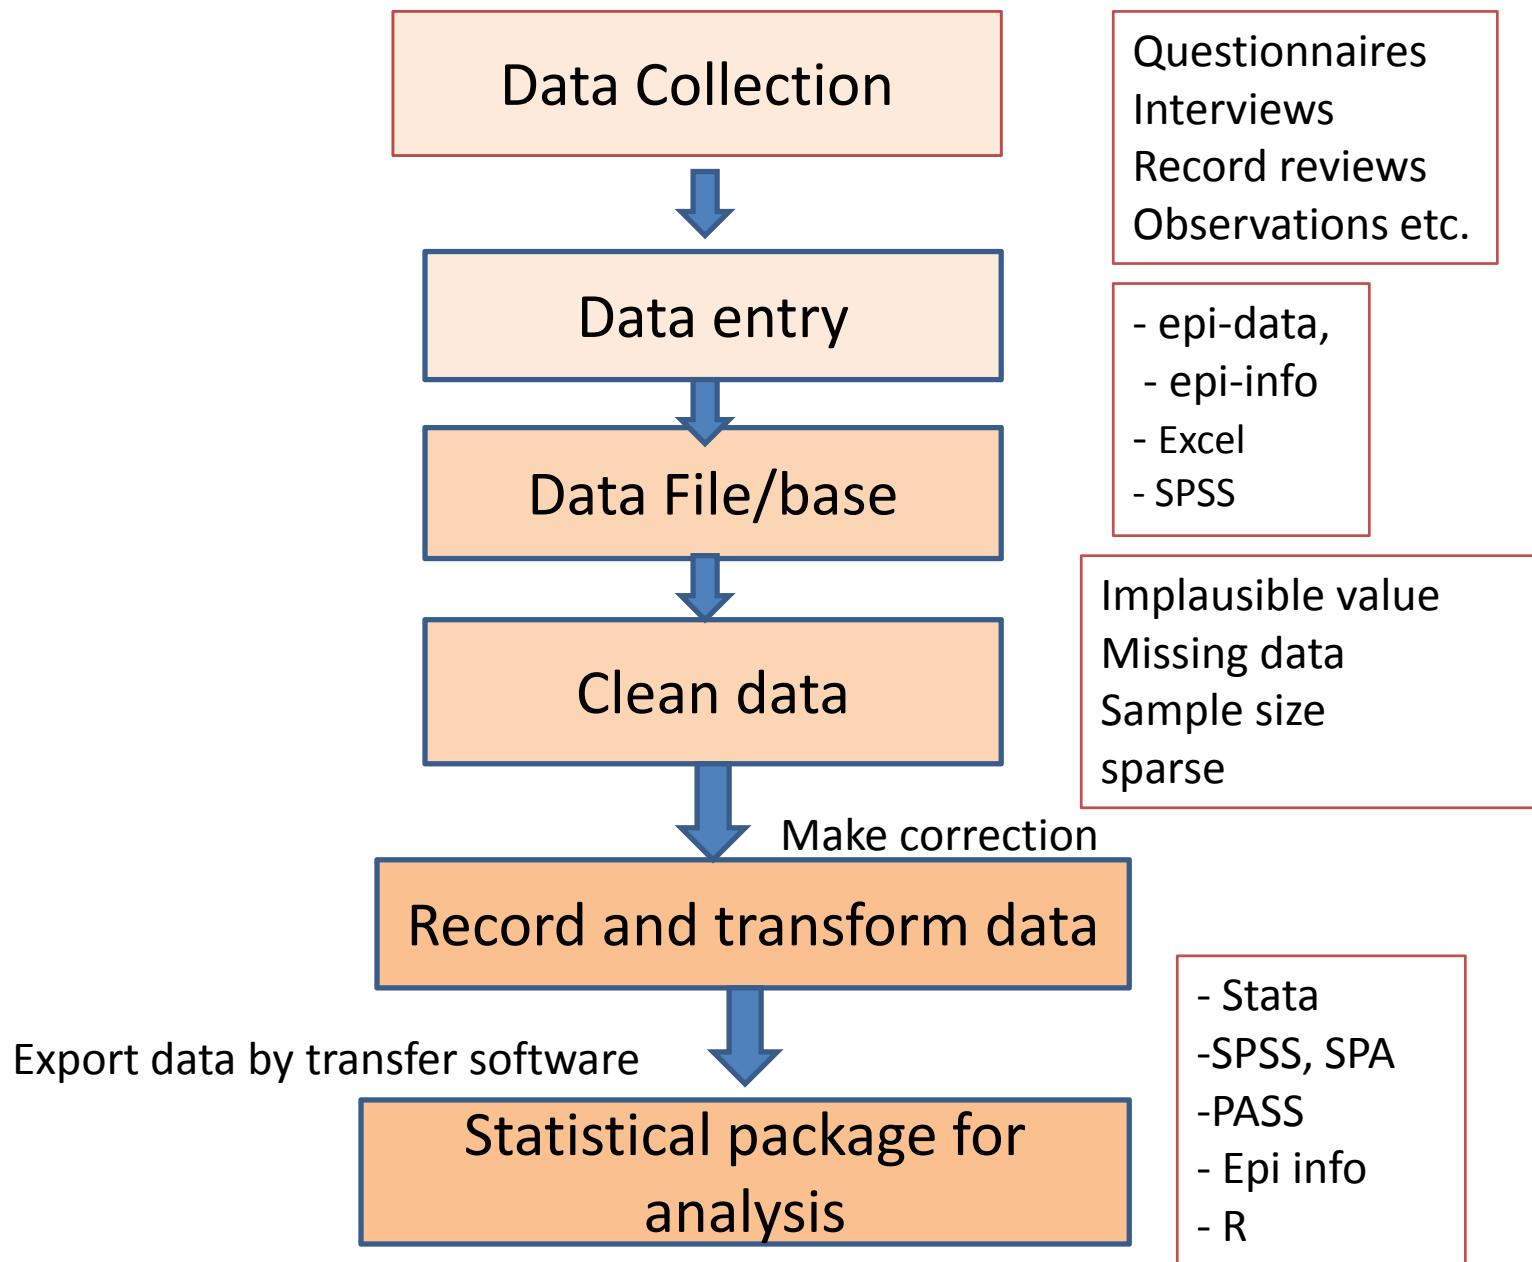 Data Collection
Questionnaires
Interviews
Record reviews
Observations etc.
Data entry
- epi-data,
- epi-info
- Excel
- SPSS
Data File/base
Clean data
Implausible value
Missing data
Sample size
sparse
Make correction
Record and transform data
Export data by transfer software
- Stata
-SPSS, SPA
-PASS
- Epi info
- R
Statistical package for
analysis